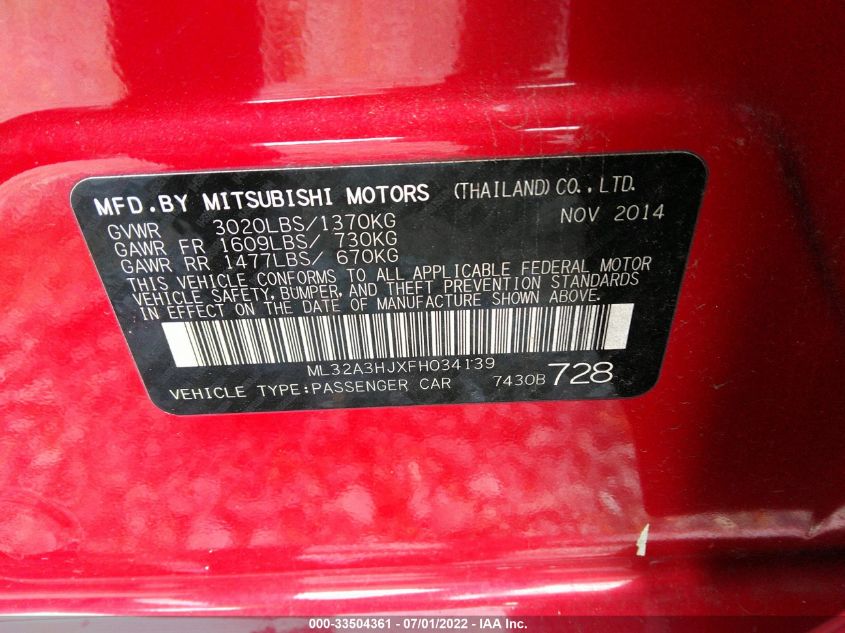 MFD.BY MITSUBISHI MOTORS (THAILAND) CO.,LTD.
NOV 2014
GVWR 3020LBS/1370KG
GAWR FR 1609LBS/ 730KG
GAWR RR 1477LBS/ 670KG
THIS VEHICLE CONFORMS TO ALL APPLICABLE FEDERAL MOTOR
VEHICLE SAFETY, BUMPER, AND THEFT PREVENTION STANDARDS
IN EFFECT ON THE DATE OF MANUFACTURE SHOWN ABOVE.
ML32A3HJXFH034139
VEHICLE TYPE:PASSENGER CAR 7430B 728
000-33504361 - 07/01/2022 - IAA Inc.